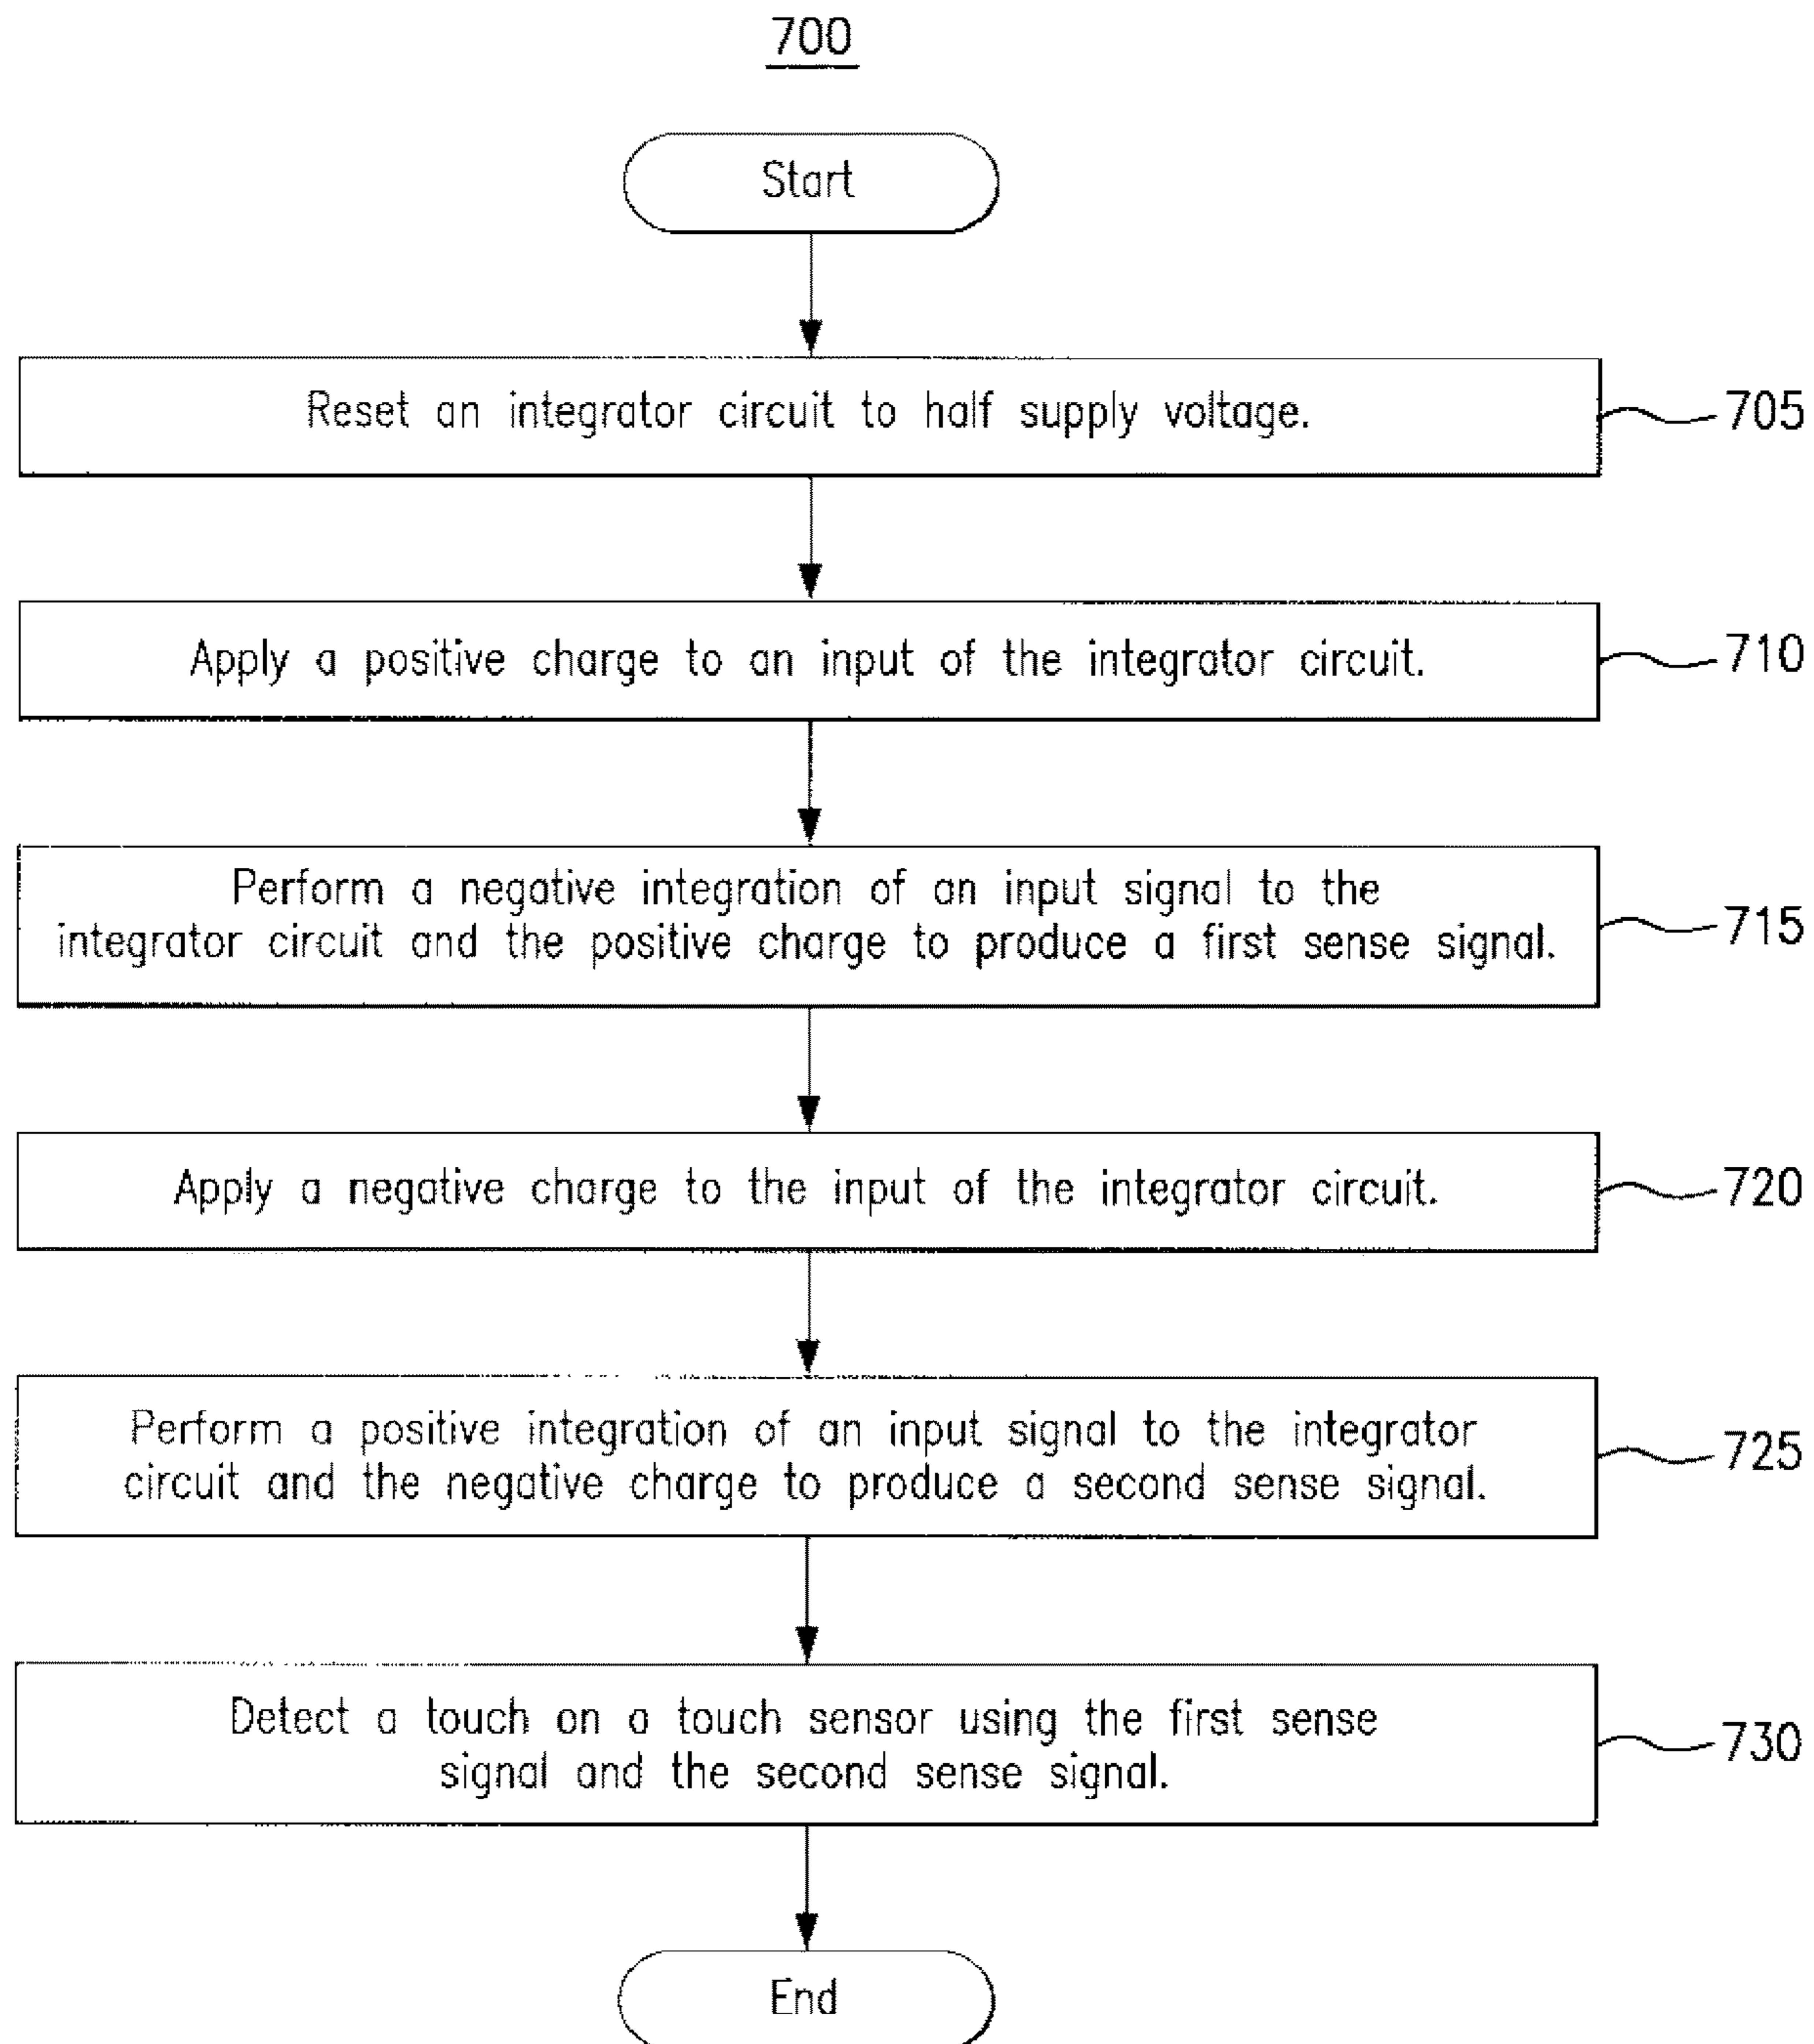 700
Start
Reset an integrator circuit to half supply voltage.
705
Apply a positive charge to an input of the integrator circuit.
710
Perform a negative integration of an input signal to the
integrator circuit and the positive charge to produce a first sense signal.
715
Apply a negative charge to the input of the integrator circuit.
720
Perform a positive integration of an input signal to the integrator
circuit and the negative charge to produce a second sense signal.
725
Detect a touch on a touch sensor using the first sense
signal and the second sense signal.
730
End